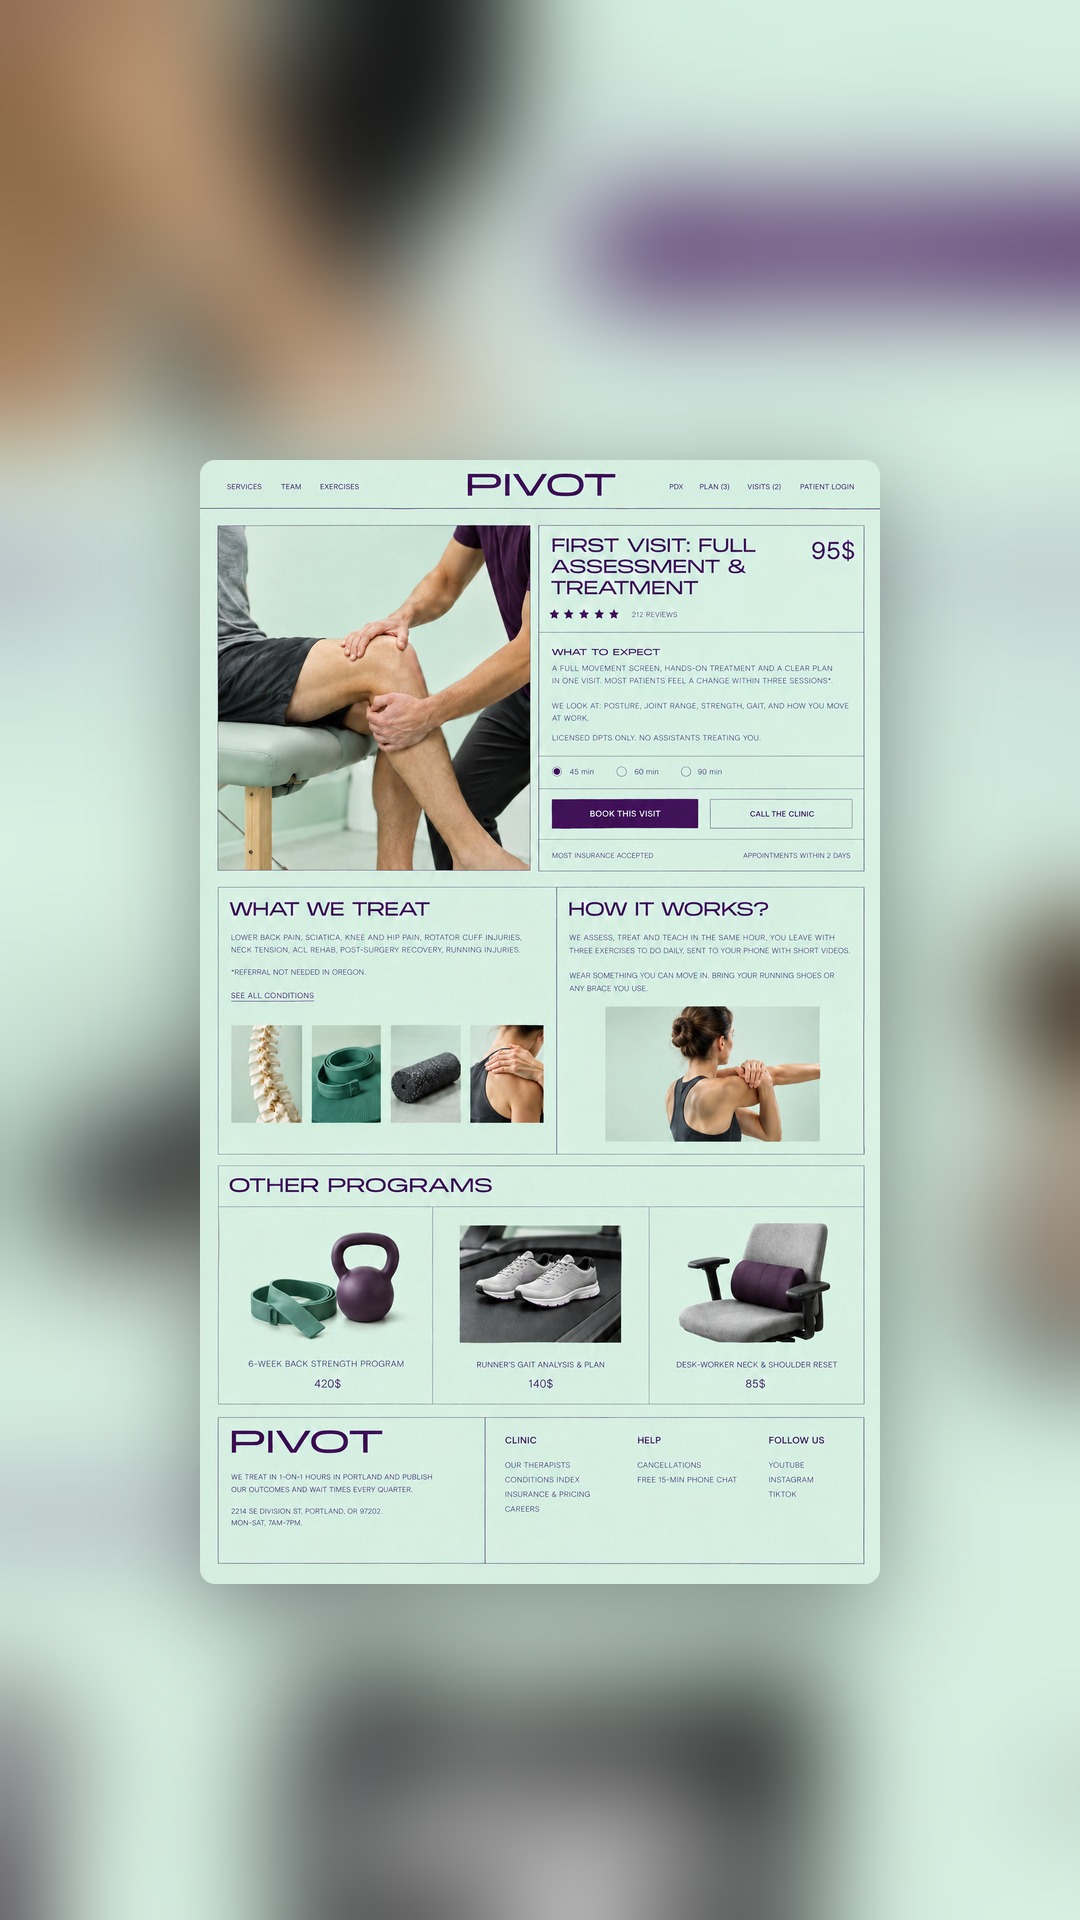 SERVICES TEAM EXERCISES PIVOT PDX PLAN (3) VISITS (2) PATIENT LOGIN
FIRST VISIT: FULL
ASSESSMENT &
TREATMENT
95$
212 REVIEWS
WHAT TO EXPECT
A FULL MOVEMENT SCREEN, HANDS-ON TREATMENT AND A CLEAR PLAN
IN ONE VISIT. MOST PATIENTS FEEL A CHANGE WITHIN THREE SESSIONS*.
WE LOOK AT: POSTURE, JOINT RANGE, STRENGTH, GAIT, AND HOW YOU MOVE
AT WORK.
LICENSED DPTS ONLY. NO ASSISTANTS TREATING YOU.
45 min 60 min 90 min
BOOK THIS VISIT CALL THE CLINIC
MOST INSURANCE ACCEPTED APPOINTMENTS WITHIN 2 DAYS
WHAT WE TREAT
LOWER BACK PAIN, SCIATICA, KNEE AND HIP PAIN, ROTATOR CUFF INJURIES,
NECK TENSION, ACL REHAB, POST-SURGERY RECOVERY, RUNNING INJURIES.
*REFERRAL NOT NEEDED IN OREGON.
SEE ALL CONDITIONS
HOW IT WORKS?
WE ASSESS, TREAT AND TEACH IN THE SAME HOUR, YOU LEAVE WITH
THREE EXERCISES TO DO DAILY, SENT TO YOUR PHONE WITH SHORT VIDEOS.
WEAR SOMETHING YOU CAN MOVE IN. BRING YOUR RUNNING SHOES OR
ANY BRACE YOU USE.
OTHER PROGRAMS
6-WEEK BACK STRENGTH PROGRAM
420$
RUNNER'S GAIT ANALYSIS & PLAN
140$
DESK-WORKER NECK & SHOULDER RESET
85$
PIVOT
WE TREAT IN 1-ON-1 HOURS IN PORTLAND AND PUBLISH
OUR OUTCOMES AND WAIT TIMES EVERY QUARTER.
2214 SE DIVISION ST, PORTLAND, OR 97202.
MON-SAT, 7AM-7PM.
CLINIC
OUR THERAPISTS
CONDITIONS INDEX
INSURANCE & PRICING
CAREERS
HELP
CANCELLATIONS
FREE 15-MIN PHONE CHAT
FOLLOW US
YOUTUBE
INSTAGRAM
TIKTOK